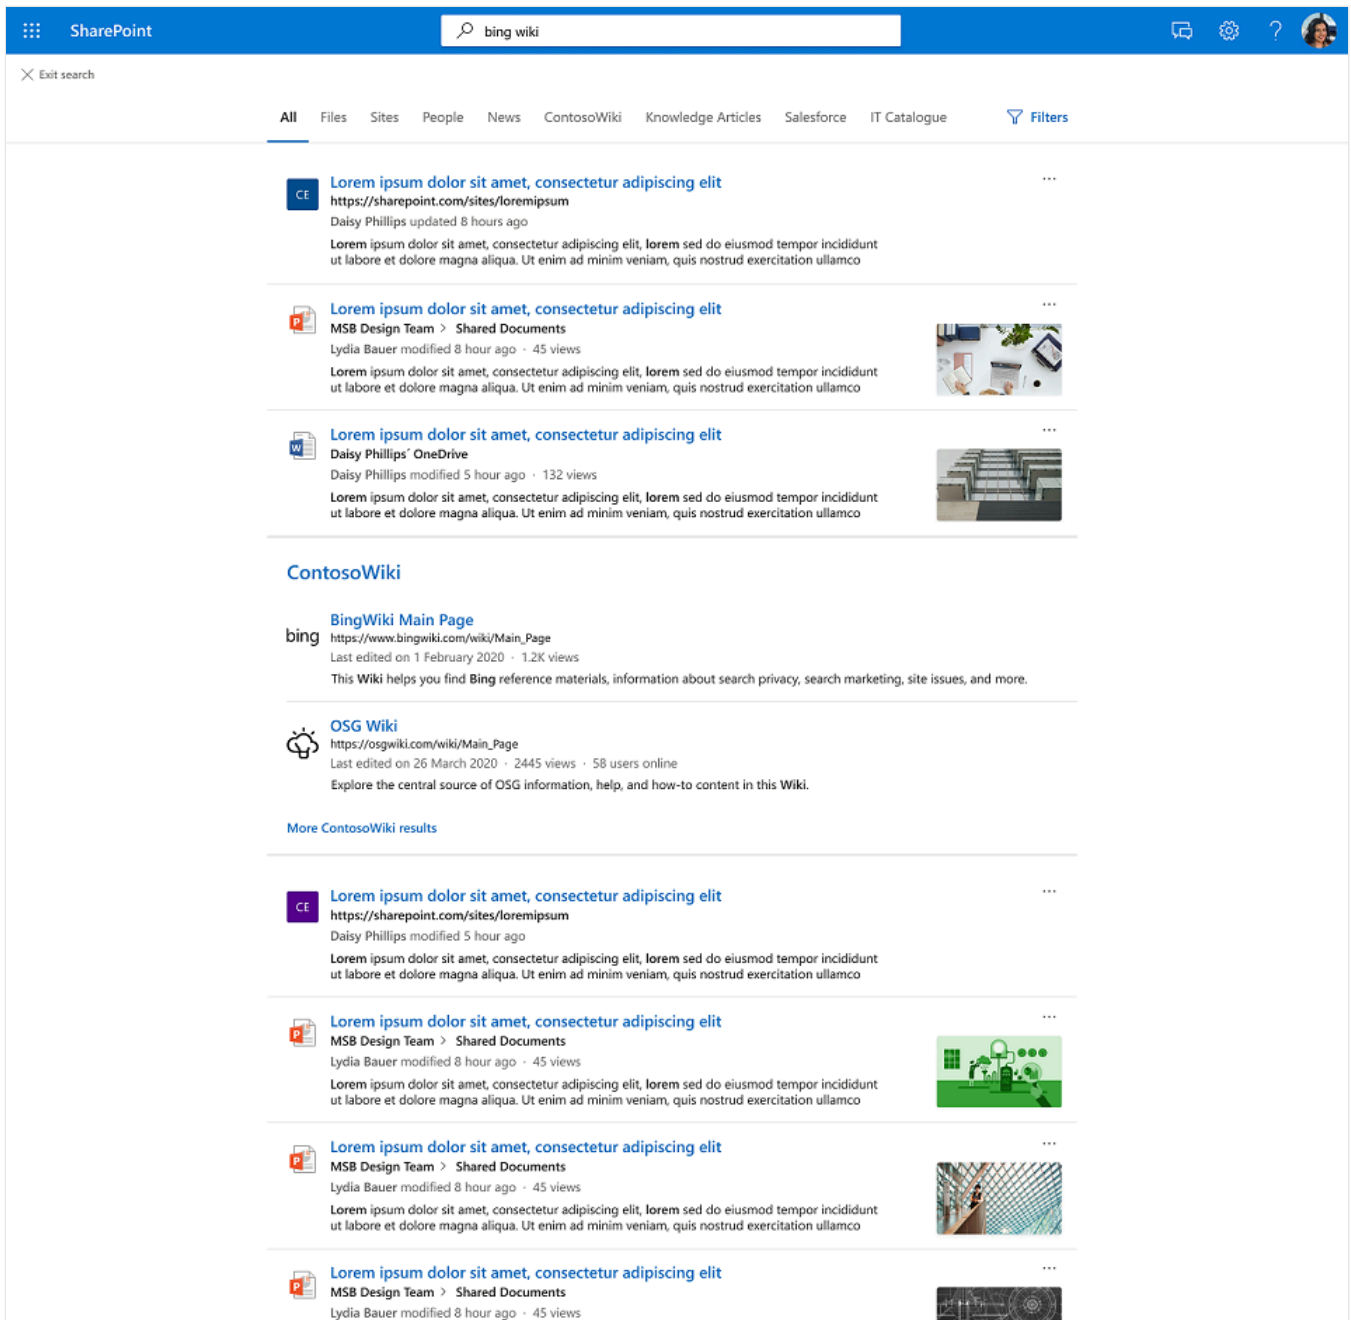 SharePoint
bing wiki
Exit search
All Files Sites People News ContosoWiki Knowledge Articles Salesforce IT Catalogue Filters
CE
Lorem ipsum dolor sit amet, consectetur adipiscing elit
https://sharepoint.com/sites/loremipsum
Daisy Phillips updated 8 hours ago
Lorem ipsum dolor sit amet, consectetur adipiscing elit, lorem sed do eiusmod tempor incididunt
ut labore et dolore magna aliqua. Ut enim ad minim veniam, quis nostrud exercitation ullamco
Lorem ipsum dolor sit amet, consectetur adipiscing elit
MSB Design Team > Shared Documents
Lydia Bauer modified 8 hour ago · 45 views
Lorem ipsum dolor sit amet, consectetur adipiscing elit, lorem sed do eiusmod tempor incididunt
ut labore et dolore magna aliqua. Ut enim ad minim veniam, quis nostrud exercitation ullamco
Lorem ipsum dolor sit amet, consectetur adipiscing elit
Daisy Phillips´ OneDrive
Daisy Phillips modified 5 hour ago · 132 views
Lorem ipsum dolor sit amet, consectetur adipiscing elit, lorem sed do eiusmod tempor incididunt
ut labore et dolore magna aliqua. Ut enim ad minim veniam, quis nostrud exercitation ullamco
ContosoWiki
bing
BingWiki Main Page
https://www.bingwiki.com/wiki/Main_Page
Last edited on 1 February 2020 · 1.2K views
This Wiki helps you find Bing reference materials, information about search privacy, search marketing, site issues, and more.
OSG Wiki
https://osgwiki.com/wiki/Main_Page
Last edited on 26 March 2020 · 2445 views · 58 users online
Explore the central source of OSG information, help, and how-to content in this Wiki.
More ContosoWiki results
CE
Lorem ipsum dolor sit amet, consectetur adipiscing elit
https://sharepoint.com/sites/loremipsum
Daisy Phillips modified 5 hour ago
Lorem ipsum dolor sit amet, consectetur adipiscing elit, lorem sed do eiusmod tempor incididunt
ut labore et dolore magna aliqua. Ut enim ad minim veniam, quis nostrud exercitation ullamco
Lorem ipsum dolor sit amet, consectetur adipiscing elit
MSB Design Team > Shared Documents
Lydia Bauer modified 8 hour ago · 45 views
Lorem ipsum dolor sit amet, consectetur adipiscing elit, lorem sed do eiusmod tempor incididunt
ut labore et dolore magna aliqua. Ut enim ad minim veniam, quis nostrud exercitation ullamco
Lorem ipsum dolor sit amet, consectetur adipiscing elit
MSB Design Team > Shared Documents
Lydia Bauer modified 8 hour ago · 45 views
Lorem ipsum dolor sit amet, consectetur adipiscing elit, lorem sed do eiusmod tempor incididunt
ut labore et dolore magna aliqua. Ut enim ad minim veniam, quis nostrud exercitation ullamco
Lorem ipsum dolor sit amet, consectetur adipiscing elit
MSB Design Team > Shared Documents
Lydia Bauer modified 8 hour ago · 45 views